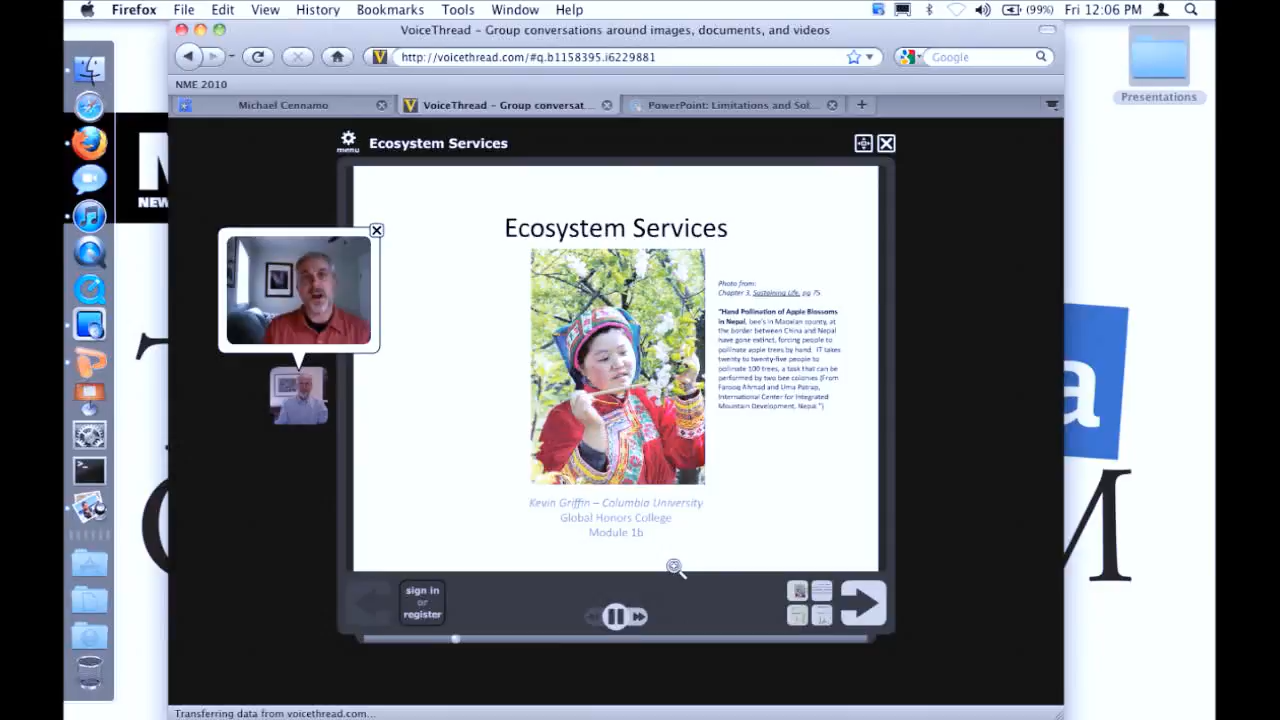 Firefox File Edit View History Bookmarks Tools Window Help
(99%) Fri 12:06 PM
VoiceThread - Group conversations around images, documents, and videos
http://voicethread.com/#q.b1158395.i6229881
Google
NME 2010
Michael Cennamo
VoiceThread - Group conversat...
PowerPoint: Limitations and Sol...
Presentations
menu
Ecosystem Services
Ecosystem Services
Photo from:
Chapter 3, Sustaining Life, pg 75
"Hand Pollination of Apple Blossoms
in Nepal, bee's in Maoxian county, at
the border between China and Nepal
have gone extinct, forcing people to
pollinate apple trees by hand. IT takes
twenty to twenty-five people to
pollinate 100 trees, a task that can be
performed by two bee colonies (From
Farooq Ahmad and Uma Partap,
International Center for Integrated
Mountain Development, Nepal ")
Kevin Griffin – Columbia University
Global Honors College
Module 1b
sign in
or
register
Transferring data from voicethread.com...
NEW
a
M